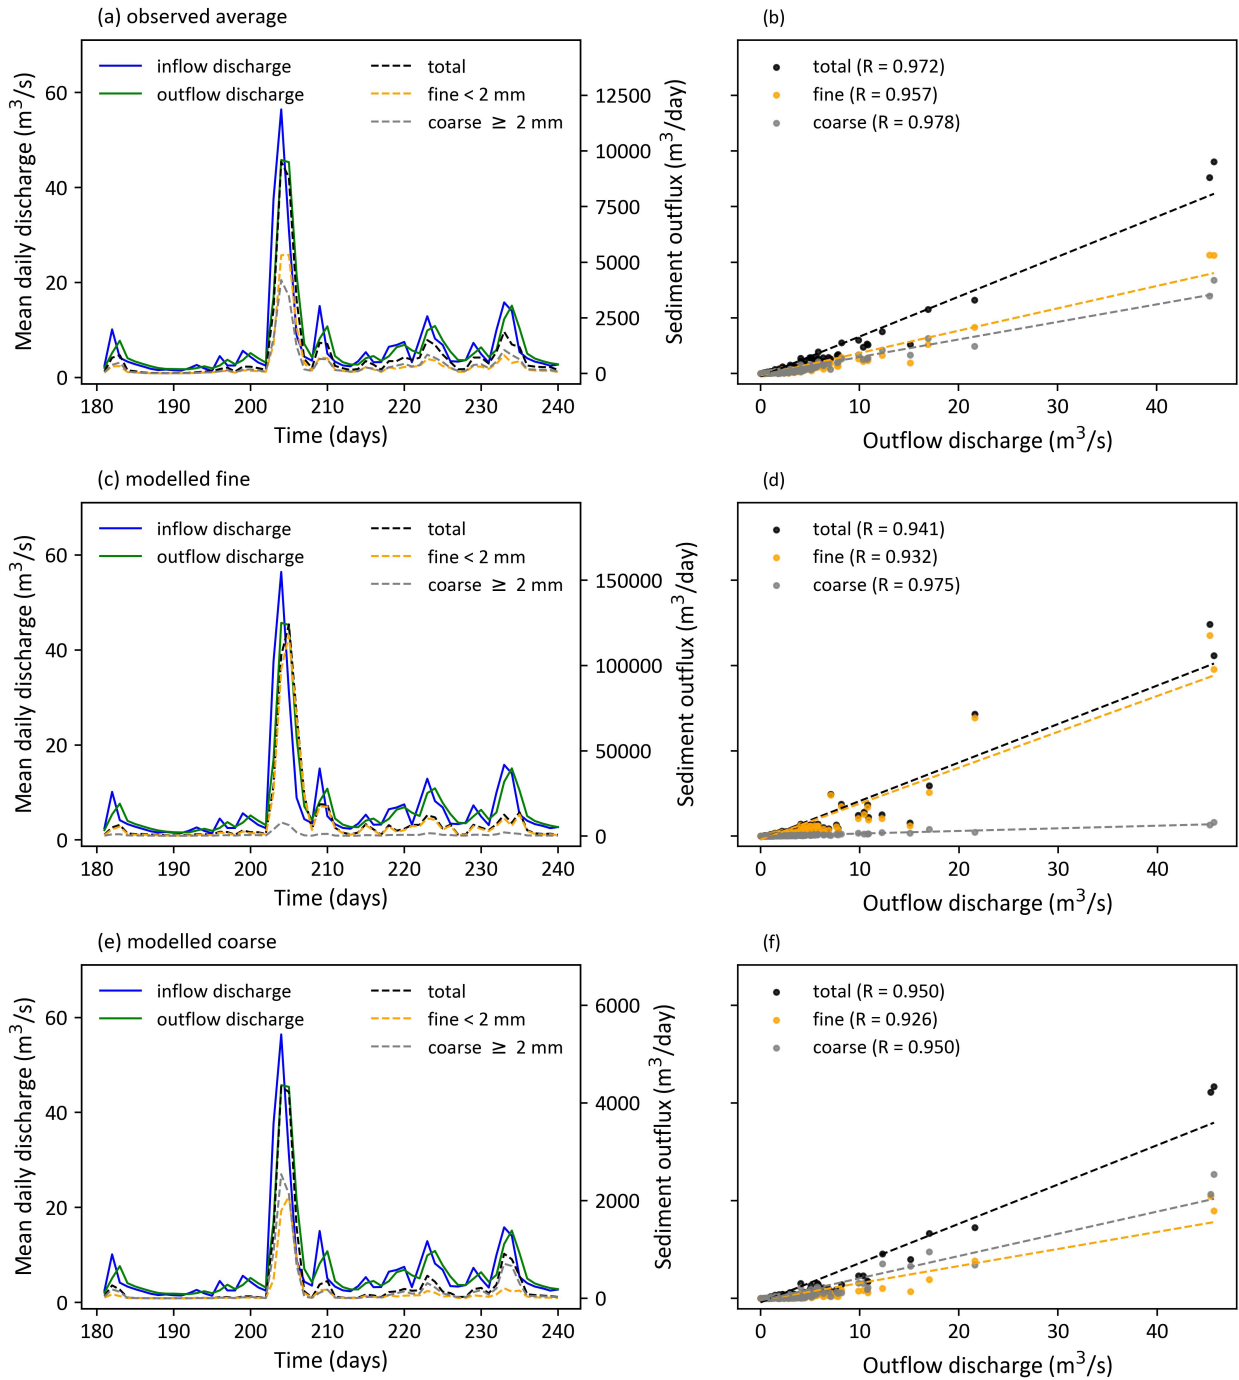 (a) observed average
(b)
inflow discharge
outflow discharge
total
fine < 2 mm
coarse ≥ 2 mm
Mean daily discharge (m³/s)
60
40
20
0
12500
10000
7500
5000
2500
0
Sediment outflux (m³/day)
180 190 200 210 220 230 240
Time (days)
total (R = 0.972)
fine (R = 0.957)
coarse (R = 0.978)
0 10 20 30 40
Outflow discharge (m³/s)
(c) modelled fine
(d)
inflow discharge
outflow discharge
total
fine < 2 mm
coarse ≥ 2 mm
Mean daily discharge (m³/s)
60
40
20
0
150000
100000
50000
0
Sediment outflux (m³/day)
180 190 200 210 220 230 240
Time (days)
total (R = 0.941)
fine (R = 0.932)
coarse (R = 0.975)
0 10 20 30 40
Outflow discharge (m³/s)
(e) modelled coarse
(f)
inflow discharge
outflow discharge
total
fine < 2 mm
coarse ≥ 2 mm
Mean daily discharge (m³/s)
60
40
20
0
6000
4000
2000
0
Sediment outflux (m³/day)
180 190 200 210 220 230 240
Time (days)
total (R = 0.950)
fine (R = 0.926)
coarse (R = 0.950)
0 10 20 30 40
Outflow discharge (m³/s)